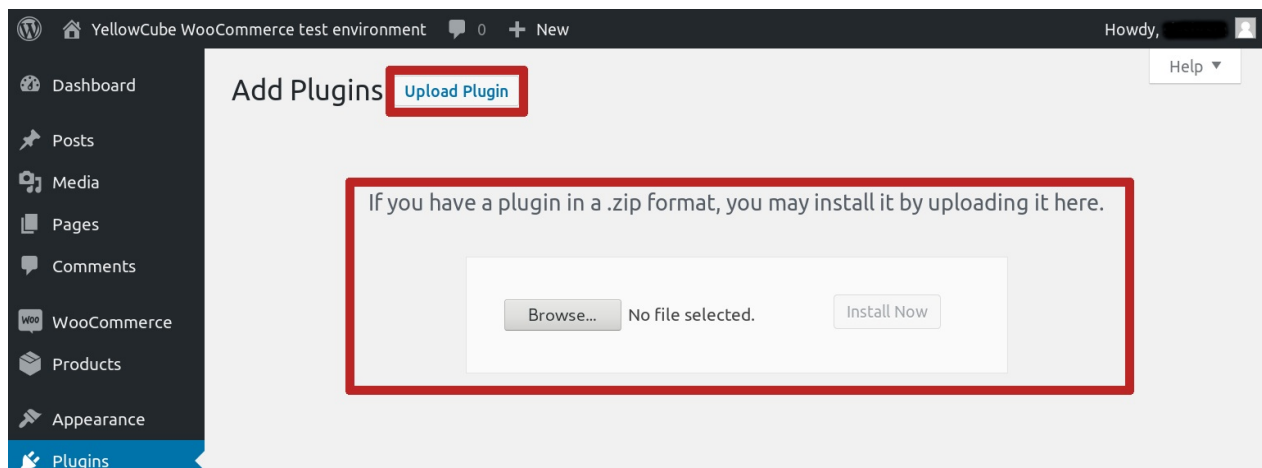 YellowCube WooCommerce test environment 0 + New Howdy,
Help ▼
Dashboard
Add Plugins Upload Plugin
Posts
Media
Pages
Comments
WOO WooCommerce
Products
Appearance
Plugins
If you have a plugin in a .zip format, you may install it by uploading it here.
Browse... No file selected. Install Now